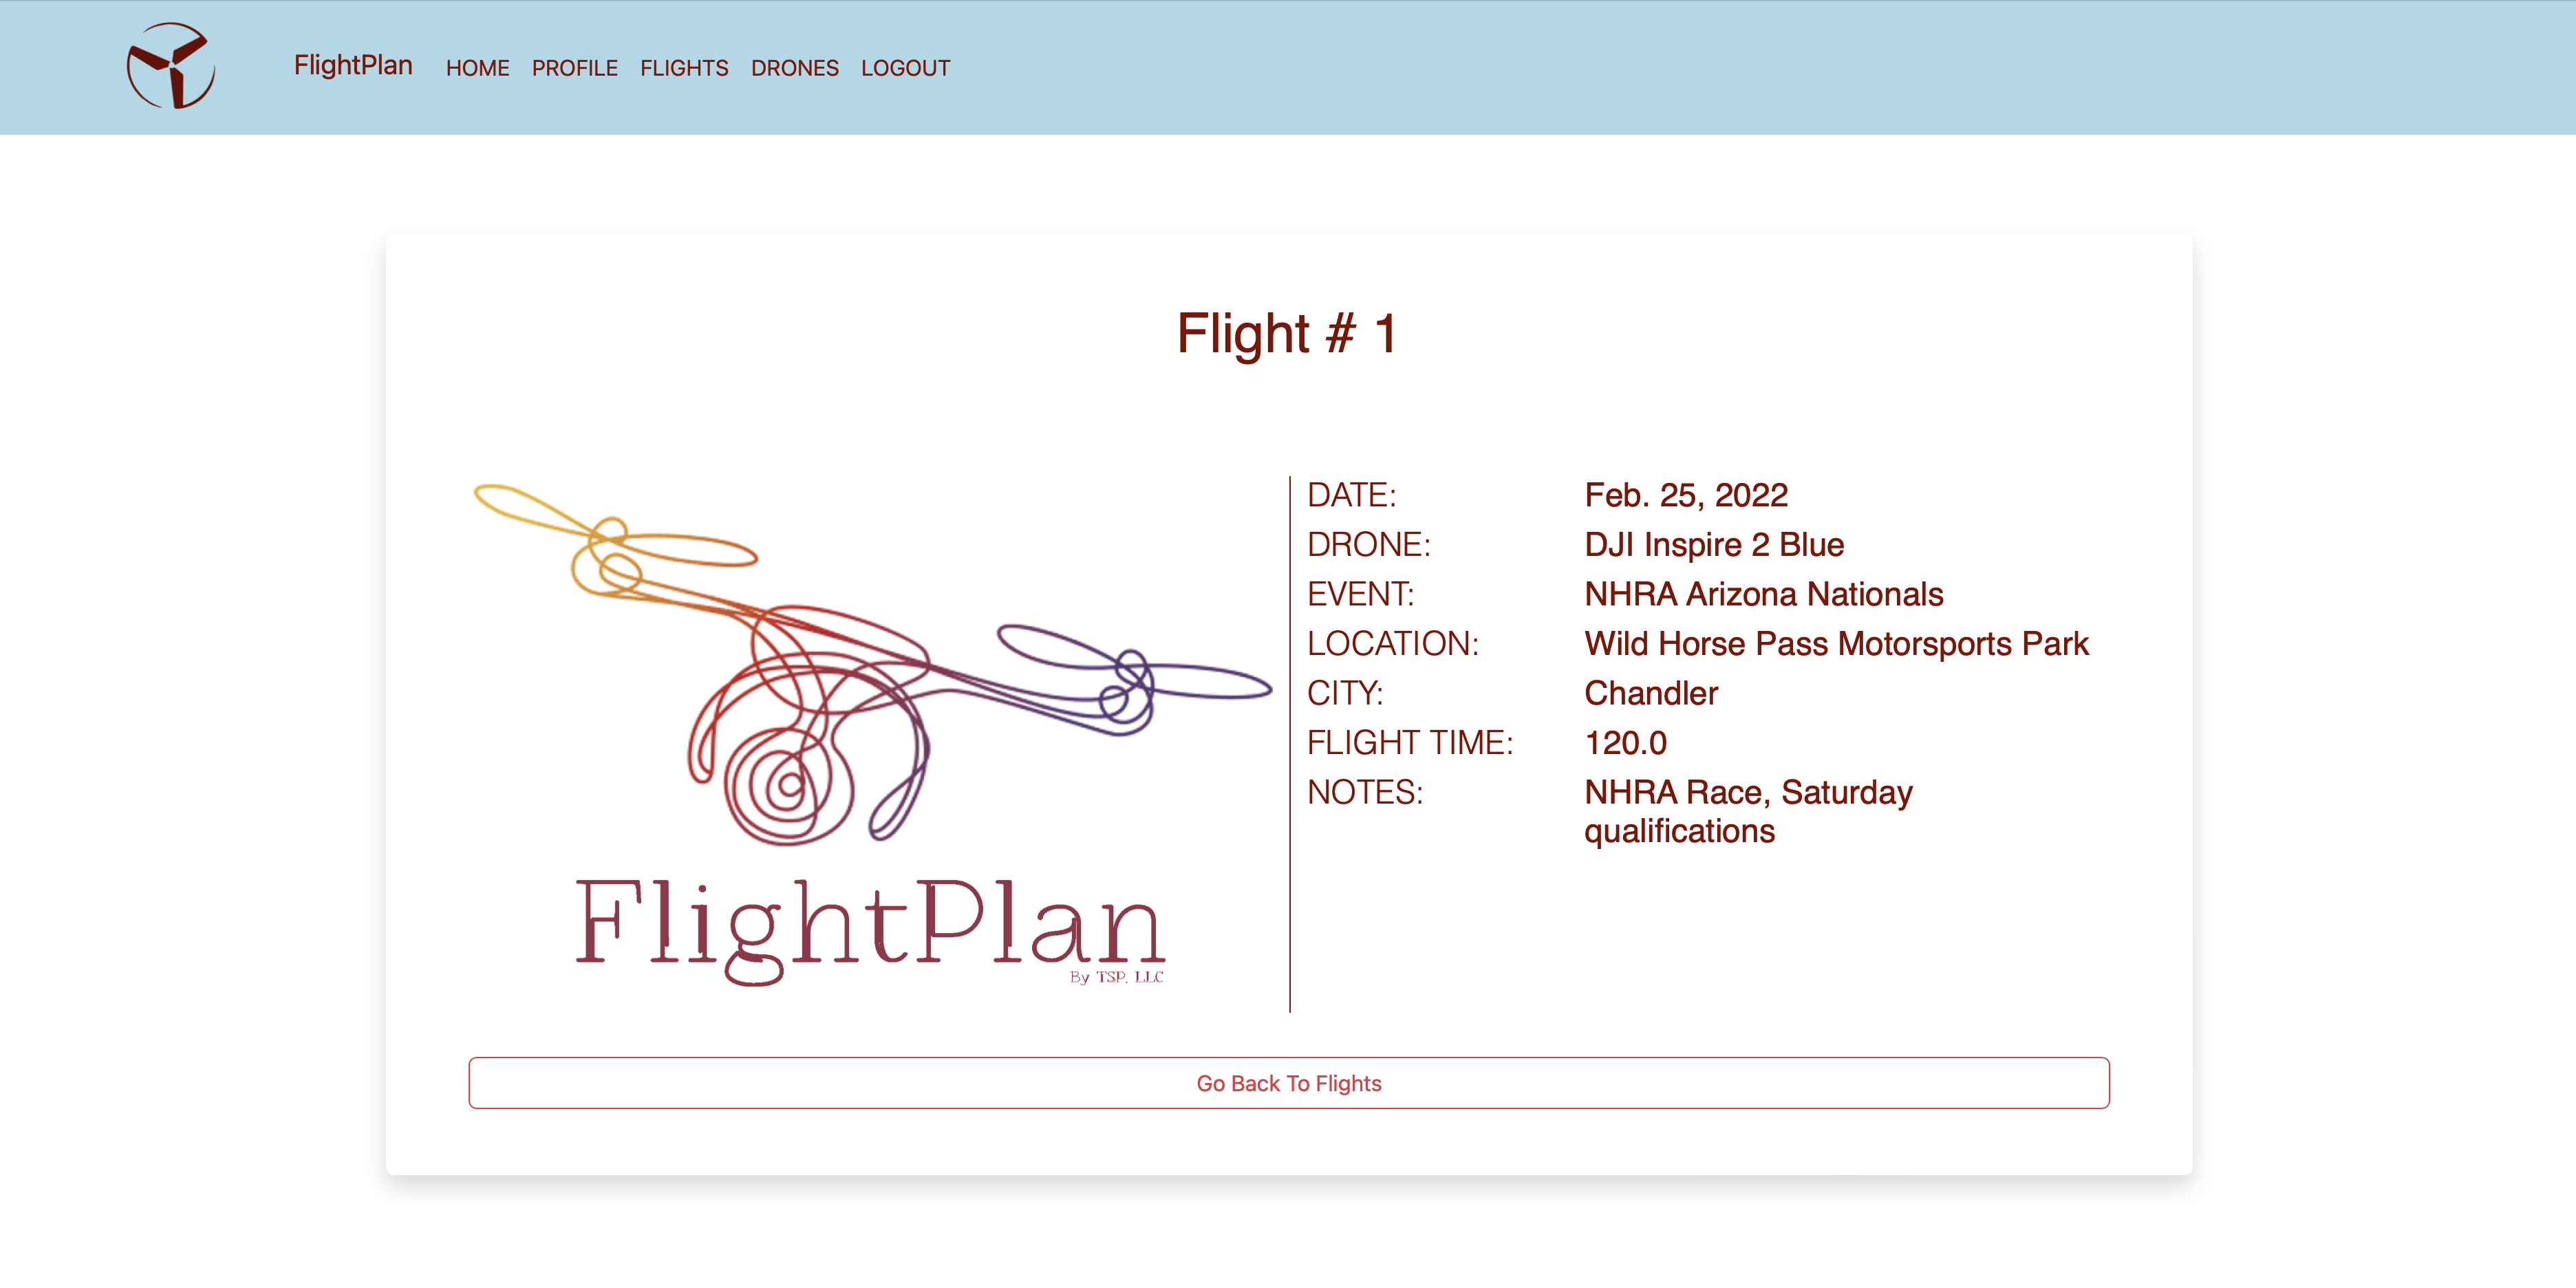 FlightPlan HOME PROFILE FLIGHTS DRONES LOGOUT
Flight # 1
FlightPlan
By TSP, LLC
DATE: Feb. 25, 2022
DRONE: DJI Inspire 2 Blue
EVENT: NHRA Arizona Nationals
LOCATION: Wild Horse Pass Motorsports Park
CITY: Chandler
FLIGHT TIME: 120.0
NOTES: NHRA Race, Saturday
qualifications
Go Back To Flights